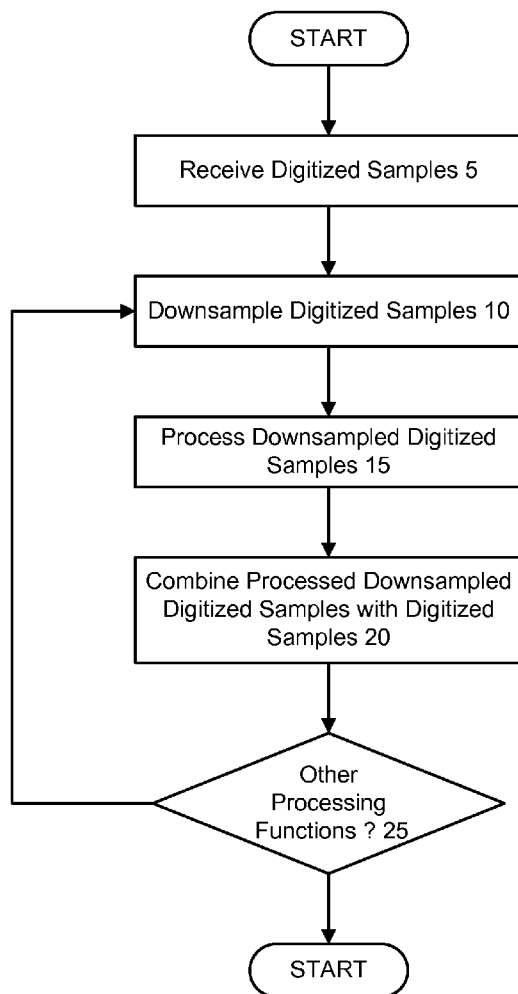 START
Receive Digitized Samples 5
Downsample Digitized Samples 10
Process Downsampled Digitized
Samples 15
Combine Processed Downsampled
Digitized Samples with Digitized
Samples 20
Other
Processing
Functions ? 25
START